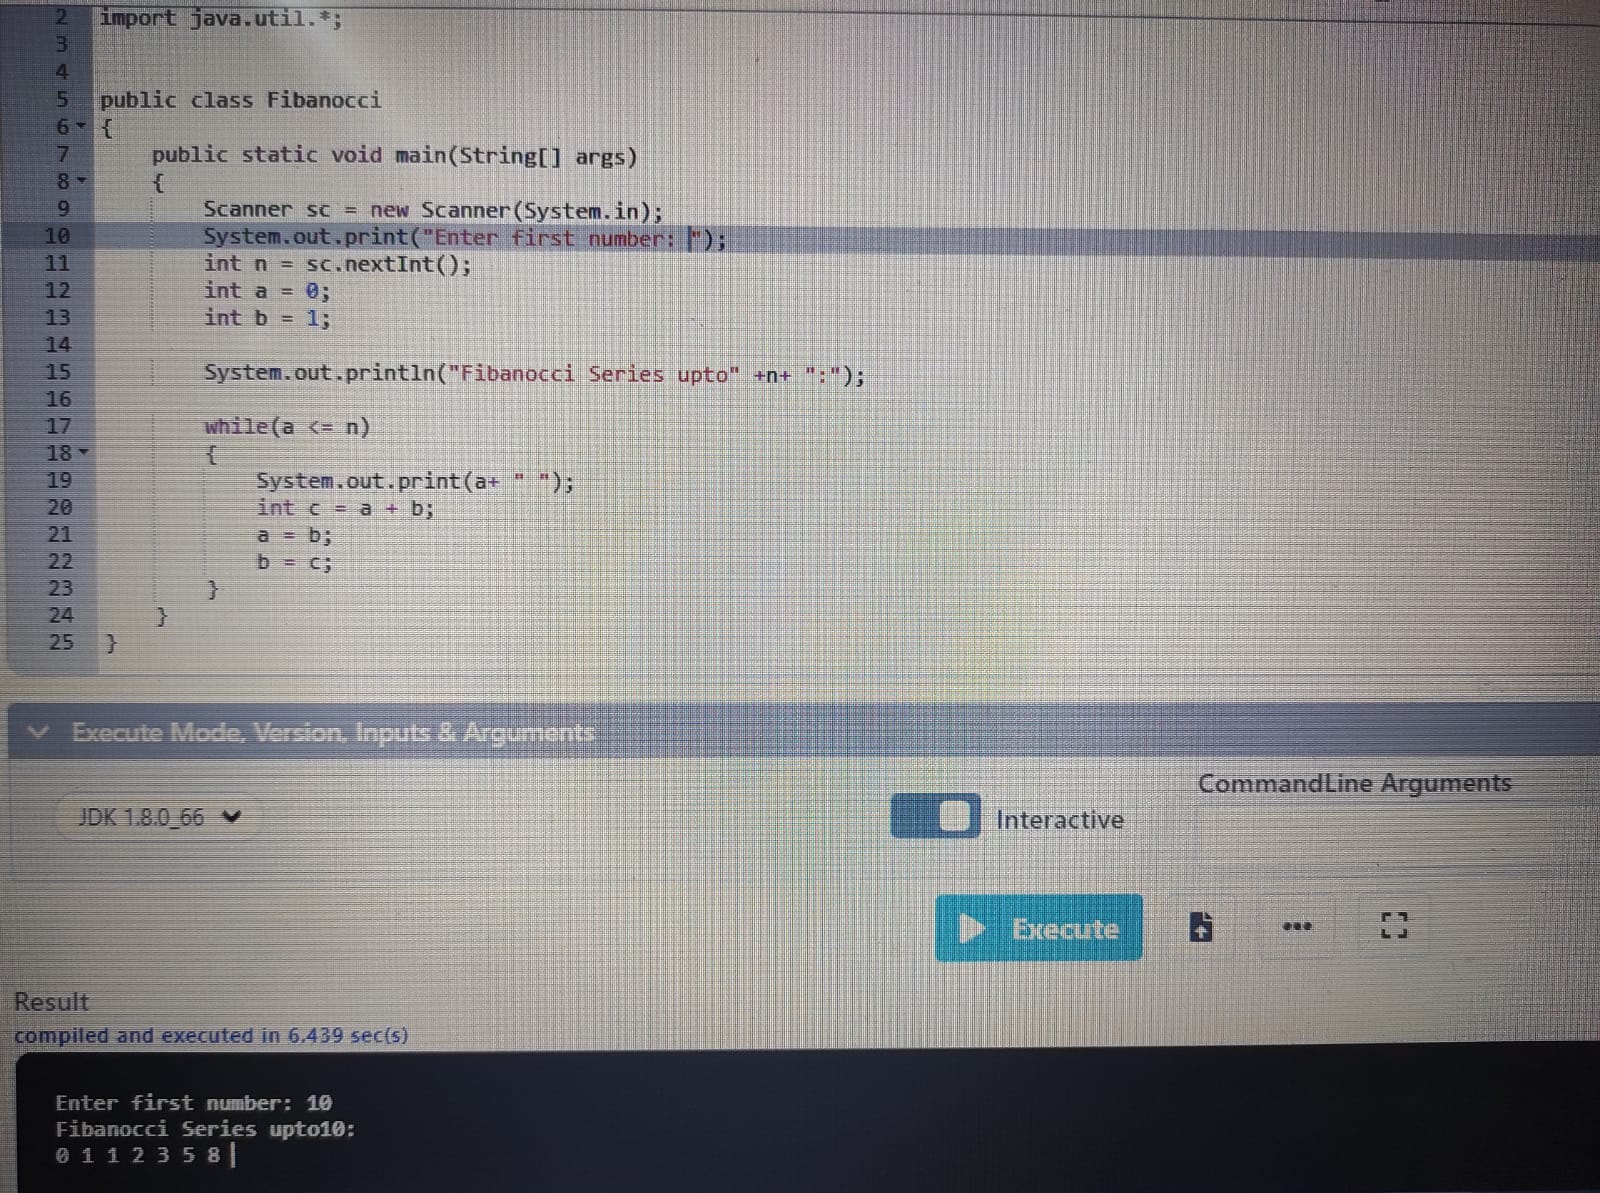 2 import java.util.*;
3
4
5 public class Fibanocci
6 {
7 public static void main(String[] args)
8 {
9 Scanner sc = new Scanner(System.in);
10 System.out.print("Enter first number: ");
11 int n = sc.nextInt();
12 int a = 0;
13 int b = 1;
14
15 System.out.println("Fibanocci Series upto" +n+ ":");
16
17 while(a <= n)
18 {
19 System.out.print(a+ " ");
20 int c = a + b;
21 a = b;
22 b = c;
23 }
24 }
25 }
Execute Mode, Version, Inputs & Arguments
CommandLine Arguments
JDK 1.8.0_66
Interactive
Execute
Result
compiled and executed in 6.439 sec(s)
Enter first number: 10
Fibanocci Series upto10:
0 1 1 2 3 5 8